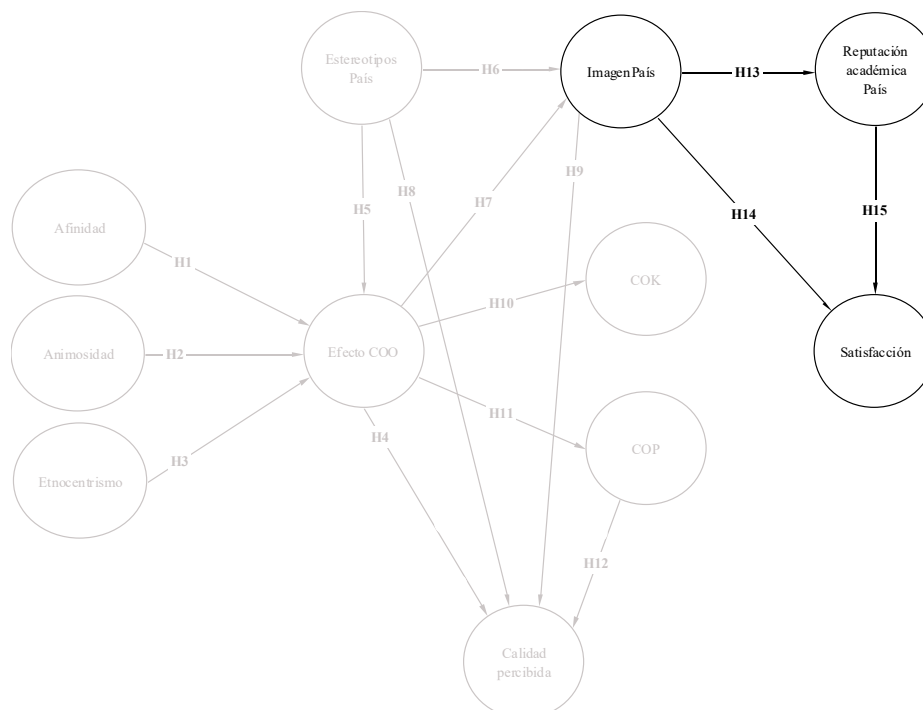 Estereotipos
País
H6
Imagen País
H13
Reputación
académica
País
H5
H8
H7
H9
H14
H15
Afinidad
H1
COK
H10
Animosidad
H2
Efecto COO
Satisfacción
H11
H4
H3
Etnocentrismo
COP
H12
Calidad
percibida